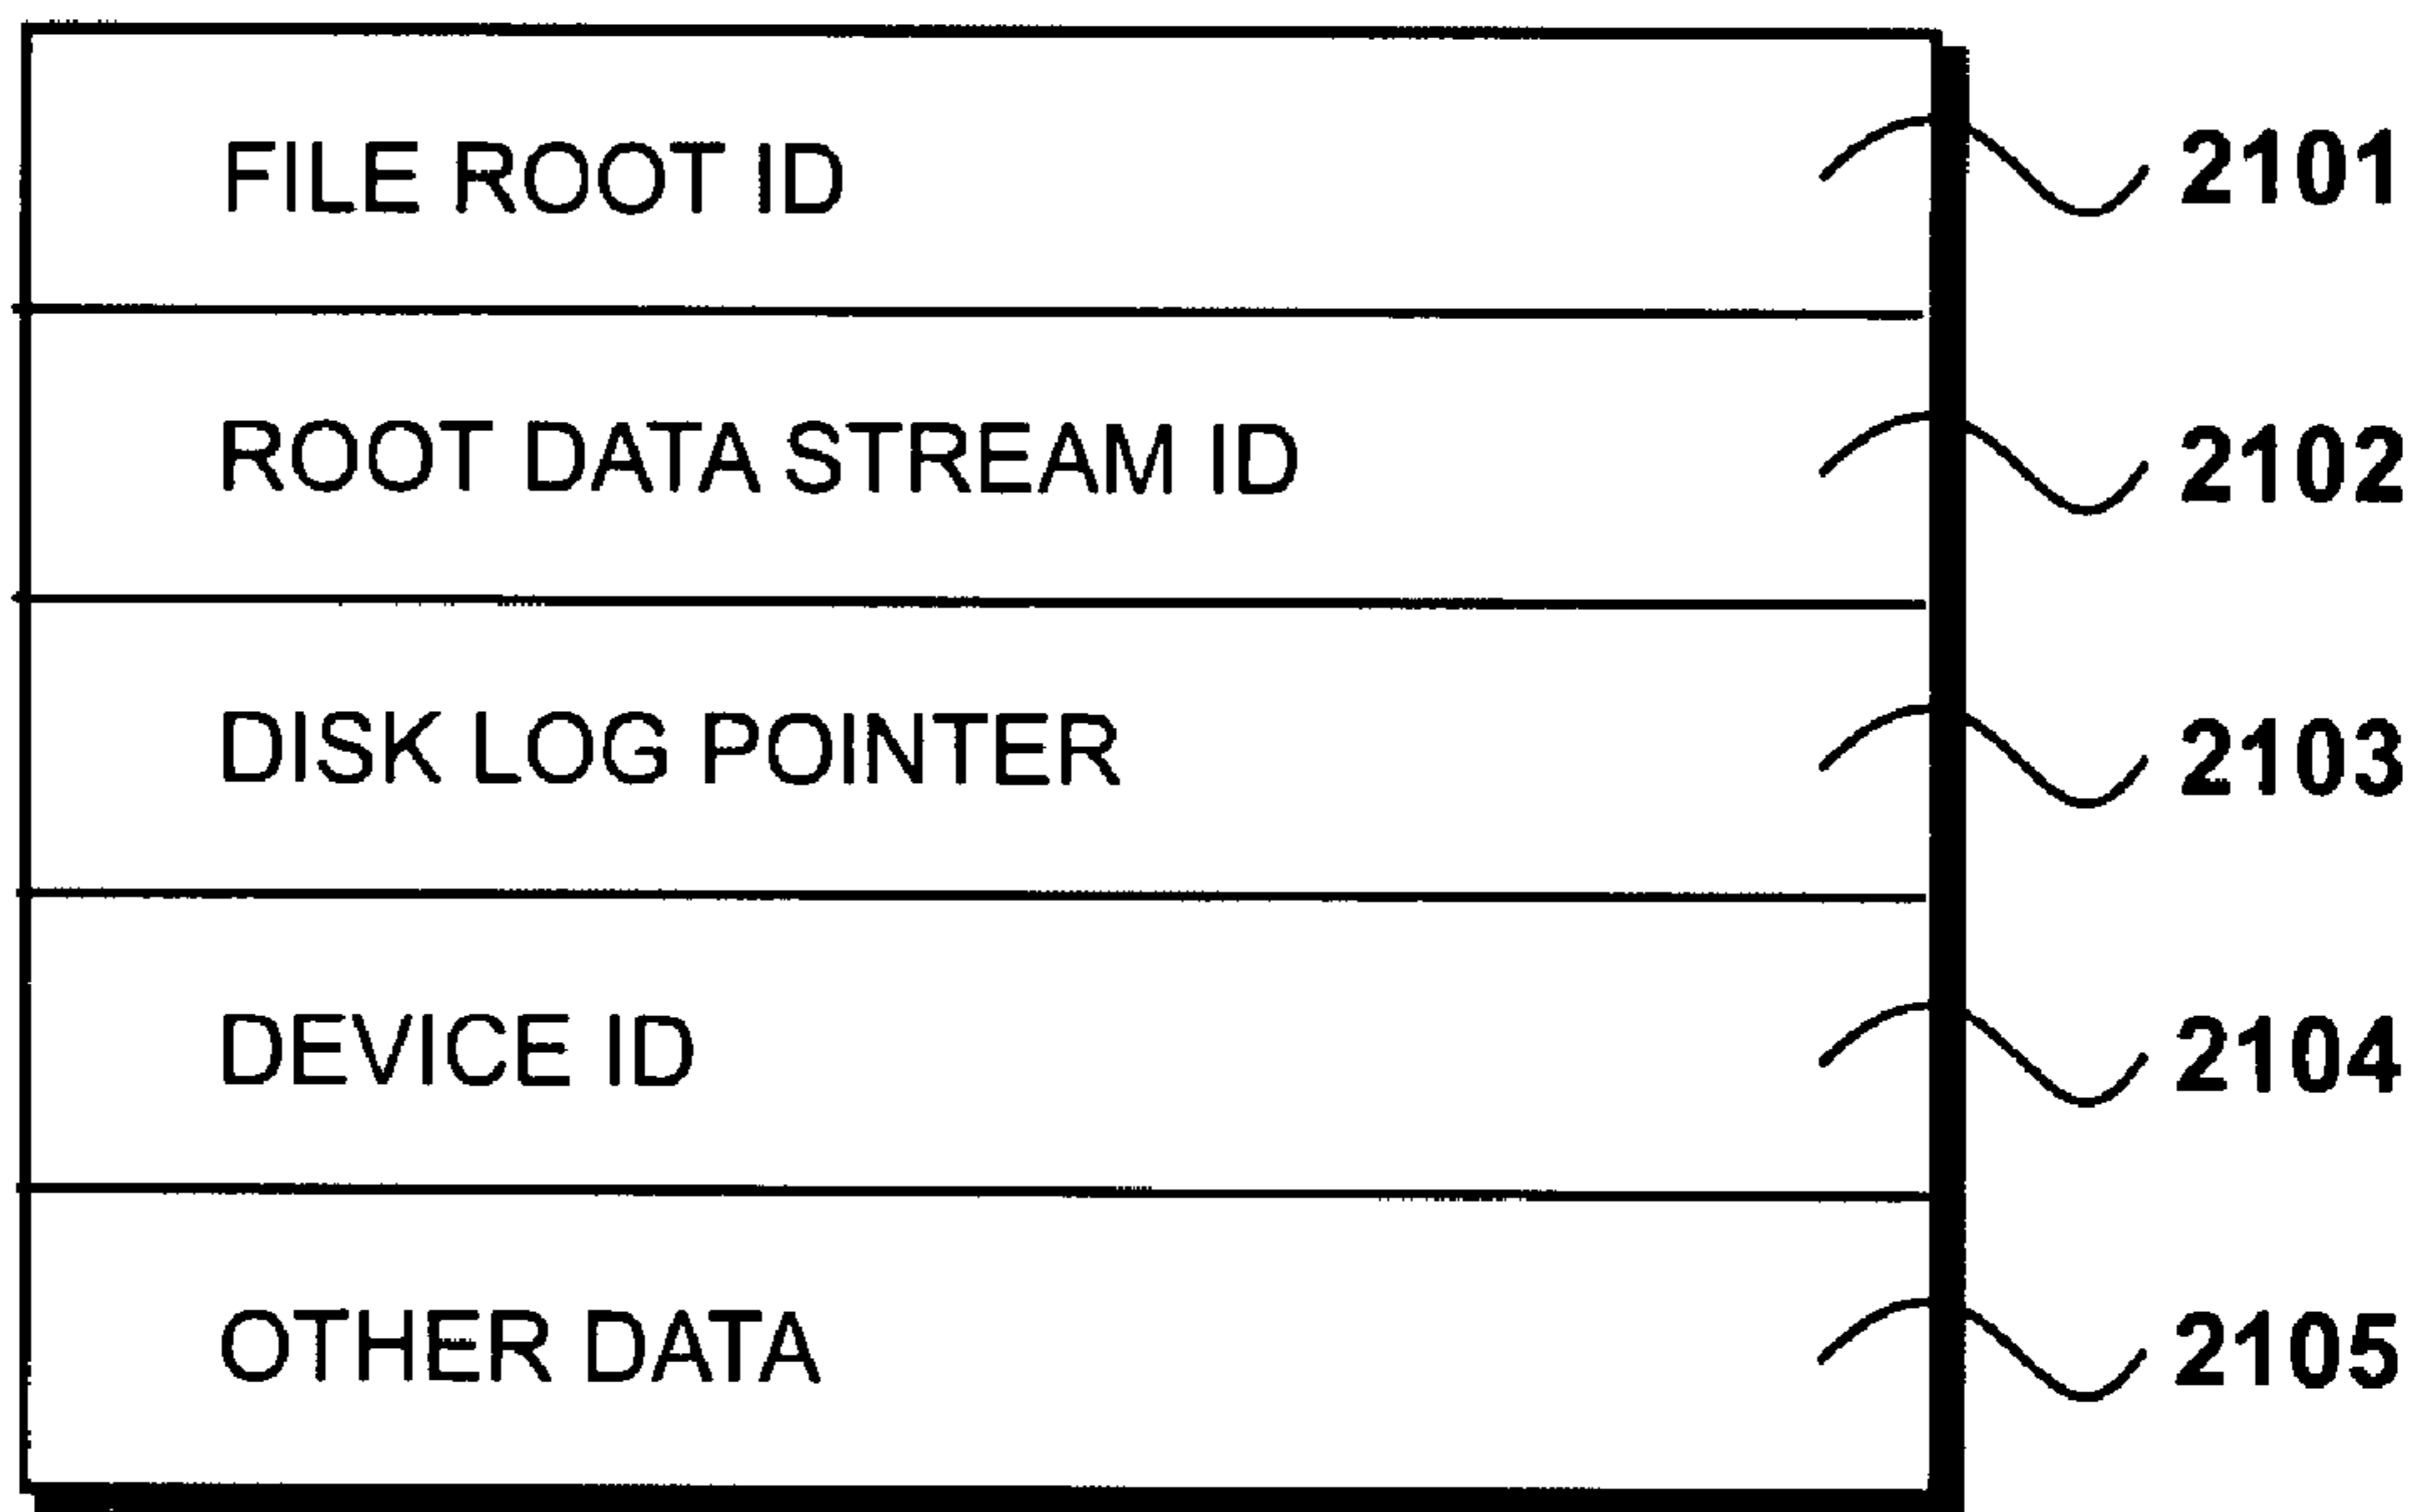 FILE ROOT ID 2101
ROOT DATA STREAM ID 2102
DISK LOG POINTER 2103
DEVICE ID 2104
OTHER DATA 2105